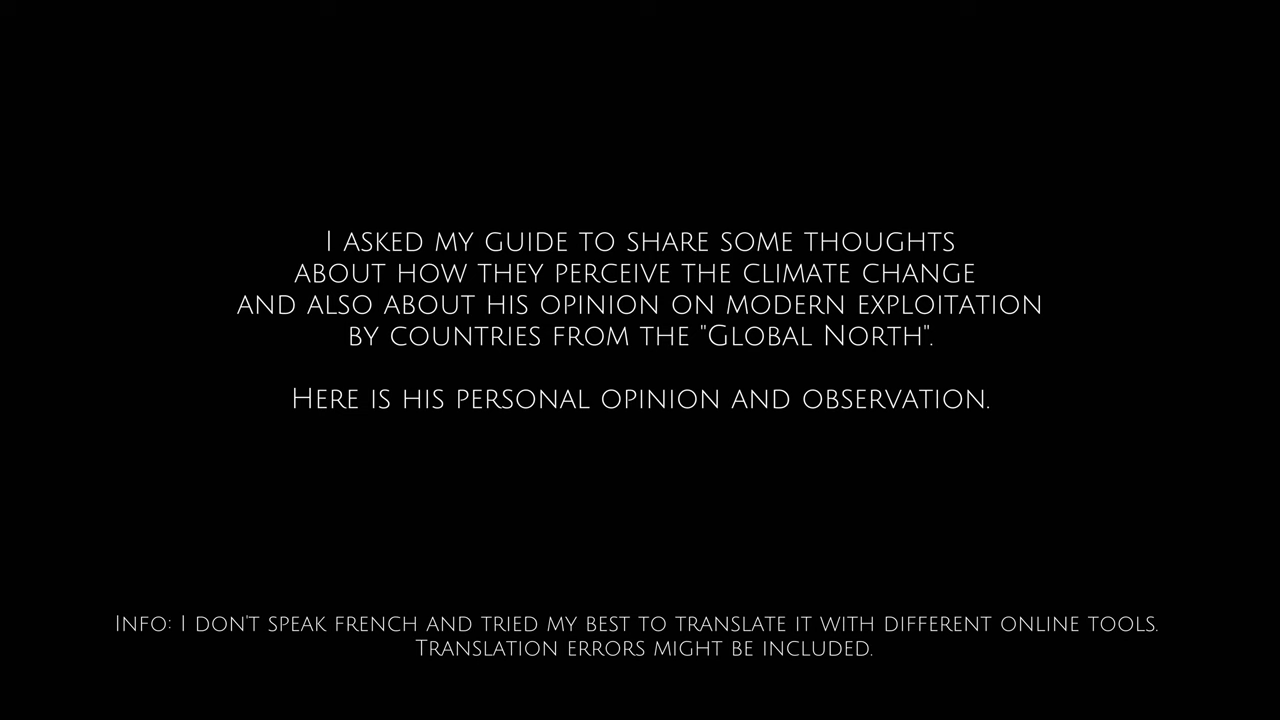 I asked my guide to share some thoughts
about how they perceive the climate change
and also about his opinion on modern exploitation
by countries from the "Global North".
Here is his personal opinion and observation.
Info: I don't speak french and tried my best to translate it with different online tools.
Translation errors might be included.